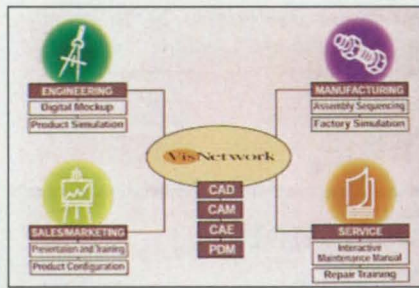 ENGINEERING
Digital Mockup
Product Simulation
MANUFACTURING
Assembly Sequencing
Factory Simulation
VisNetwork
CAD
CAM
CAE
PDM
SALES/MARKETING
Presentation and Training
Product Configuration
SERVICE
Interactive
Maintenance Manual
Repair Training